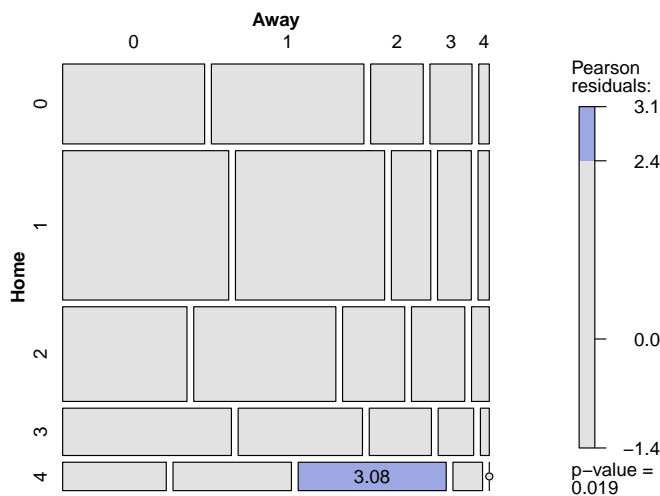 Away
0 1 2 3 4
Home
0
1
2
3
4
3.08
Pearson
residuals:
3.1
2.4
0.0
−1.4
p−value =
0.019